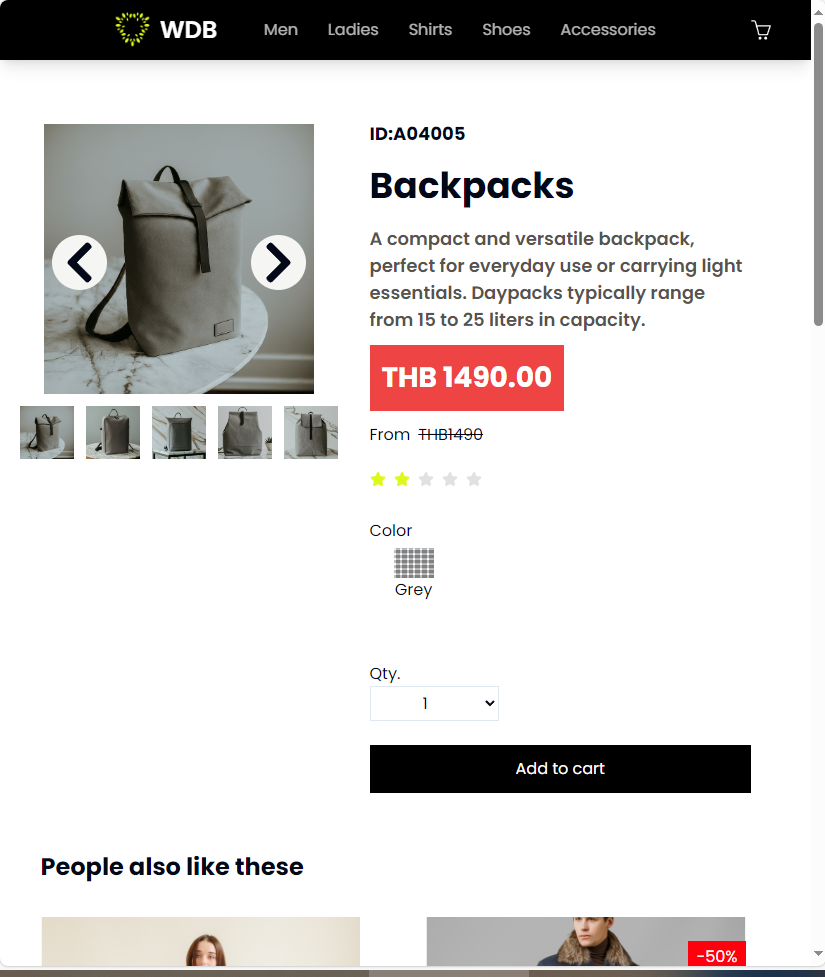 WDB Men Ladies Shirts Shoes Accessories
ID:A04005
Backpacks
A compact and versatile backpack,
perfect for everyday use or carrying light
essentials. Daypacks typically range
from 15 to 25 liters in capacity.
THB 1490.00
From THB1490
Color
Grey
Qty.
1
Add to cart
People also like these
-50%